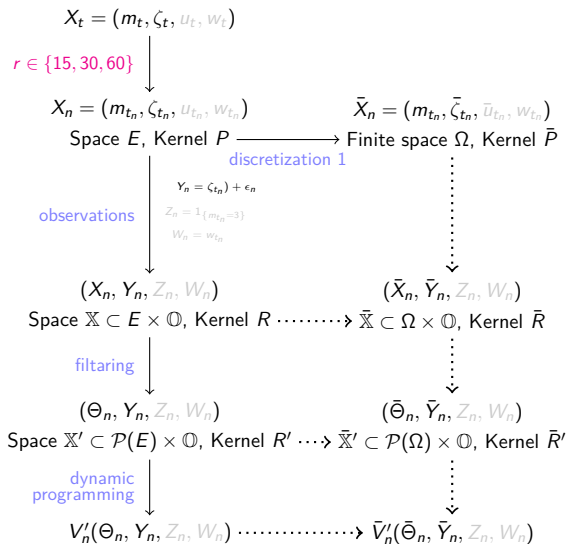 X_t = (m_t, ζ_t, u_t, w_t)
r ∈ {15, 30, 60}
X_n = (m_{t_n}, ζ_{t_n}, u_{t_n}, w_{t_n}) X̄_n = (m_{t_n}, ζ̄_{t_n}, ū_{t_n}, w_{t_n})
Space E, Kernel P Finite space Ω, Kernel P̄
discretization 1
Y_n = ζ_{t_n}) + ϵ_n
observations
Z_n = 𝟙_{{m_{t_n}=3}}
W_n = w_{t_n}
(X_n, Y_n, Z_n, W_n) (X̄_n, Ȳ_n, Z_n, W_n)
Space 𝕏 ⊂ E × 𝕆, Kernel R 𝕏̄ ⊂ Ω × 𝕆, Kernel R̄
filtaring
(Θ_n, Y_n, Z_n, W_n) (Θ̄_n, Ȳ_n, Z_n, W_n)
Space 𝕏′ ⊂ 𝒫(E) × 𝕆, Kernel R′ 𝕏̄′ ⊂ 𝒫(Ω) × 𝕆, Kernel R̄′
dynamic
programming
V′_n(Θ_n, Y_n, Z_n, W_n) V̄′_n(Θ̄_n, Ȳ_n, Z_n, W_n)